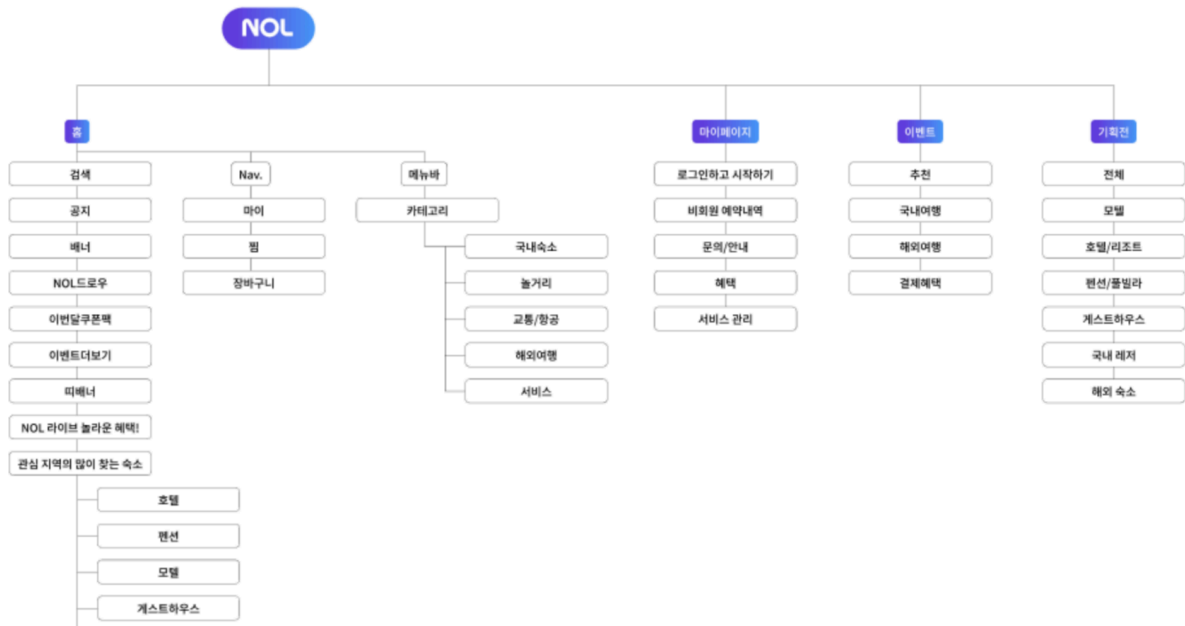 NOL
홈
마이페이지
이벤트
기획전
검색
공지
배너
NOL드로우
이번달쿠폰팩
이벤트더보기
띠배너
NOL 라이브 놀라운 혜택!
관심 지역의 많이 찾는 숙소
호텔
펜션
모텔
게스트하우스
Nav.
마이
찜
장바구니
메뉴바
카테고리
국내숙소
놀거리
교통/항공
해외여행
서비스
로그인하고 시작하기
비회원 예약내역
문의/안내
혜택
서비스 관리
추천
국내여행
해외여행
결제혜택
전체
모텔
호텔/리조트
펜션/풀빌라
게스트하우스
국내 레저
해외 숙소